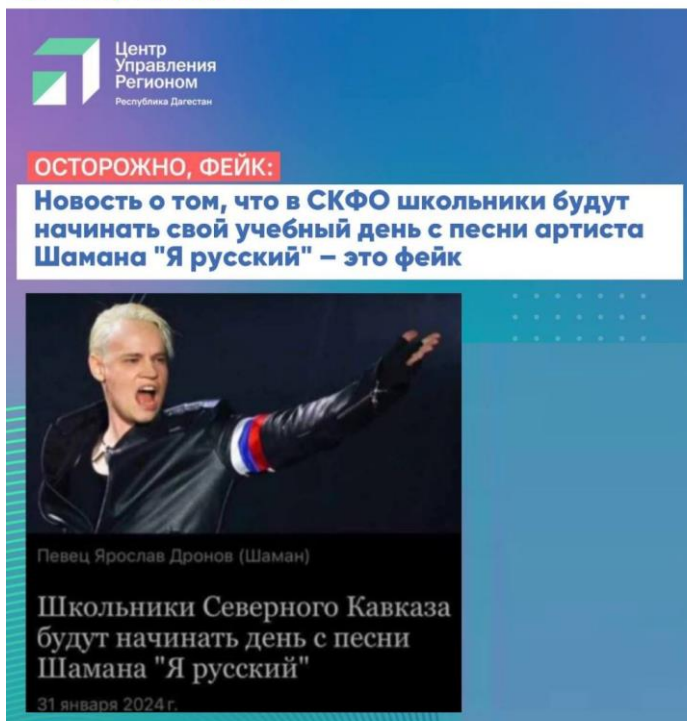 Центр
Управления
Регионом
Республика Дагестан
ОСТОРОЖНО, ФЕЙК:
Новость о том, что в СКФО школьники будут
начинать свой учебный день с песни артиста
Шамана "Я русский" – это фейк
Певец Ярослав Дронов (Шаман)
Школьники Северного Кавказа
будут начинать день с песни
Шамана "Я русский"
31 января 2024 г.